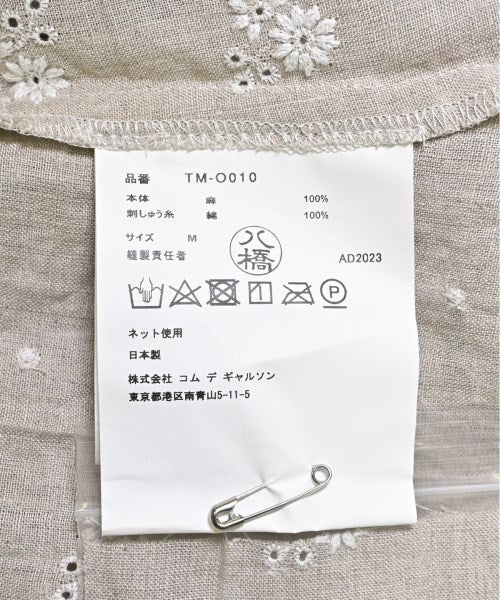 品番 TM-O010
本体 麻 100%
刺しゅう糸 綿 100%
サイズ M
縫製責任者 八橋 AD2023
P
ネット使用
日本製
株式会社 コム デ ギャルソン
東京都港区南青山5-11-5